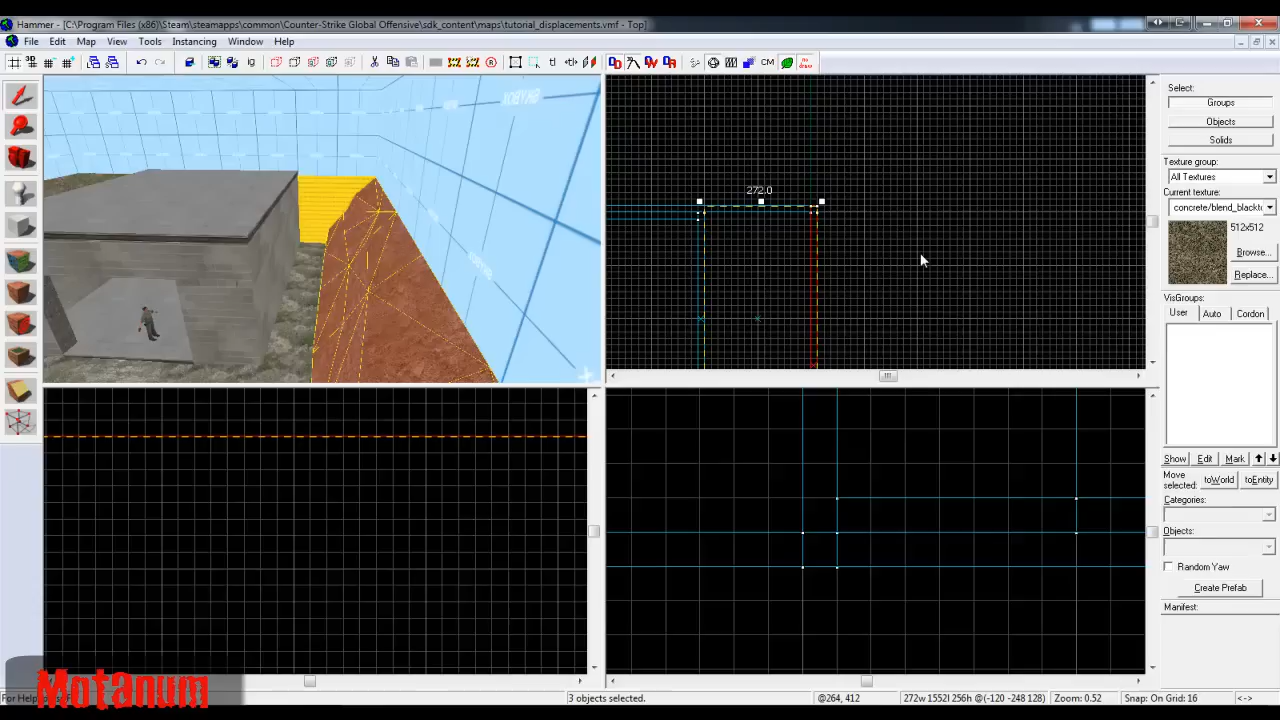 Hammer - [C:\Program Files (x86)\Steam\steamapps\common\Counter-Strike Global Offensive\sdk_content\maps\tutorial_displacements.vmf - Top]
File Edit Map View Tools Instancing Window Help
Select:
Groups
Objects
Solids
Texture group:
All Textures
Current texture:
concrete/blend_blackt
512x512
Browse...
Replace...
VisGroups:
User Auto Cordon
272.0
Show Edit Mark
Move selected: toWorld toEntity
Categories:
Objects:
Random Yaw
Create Prefab
Manifest:
Motanum
For Help
3 objects selected.
@264, 412
272w 1552l 256h @(-120 -248 128)
Zoom: 0.52
Snap: On Grid: 16
<->